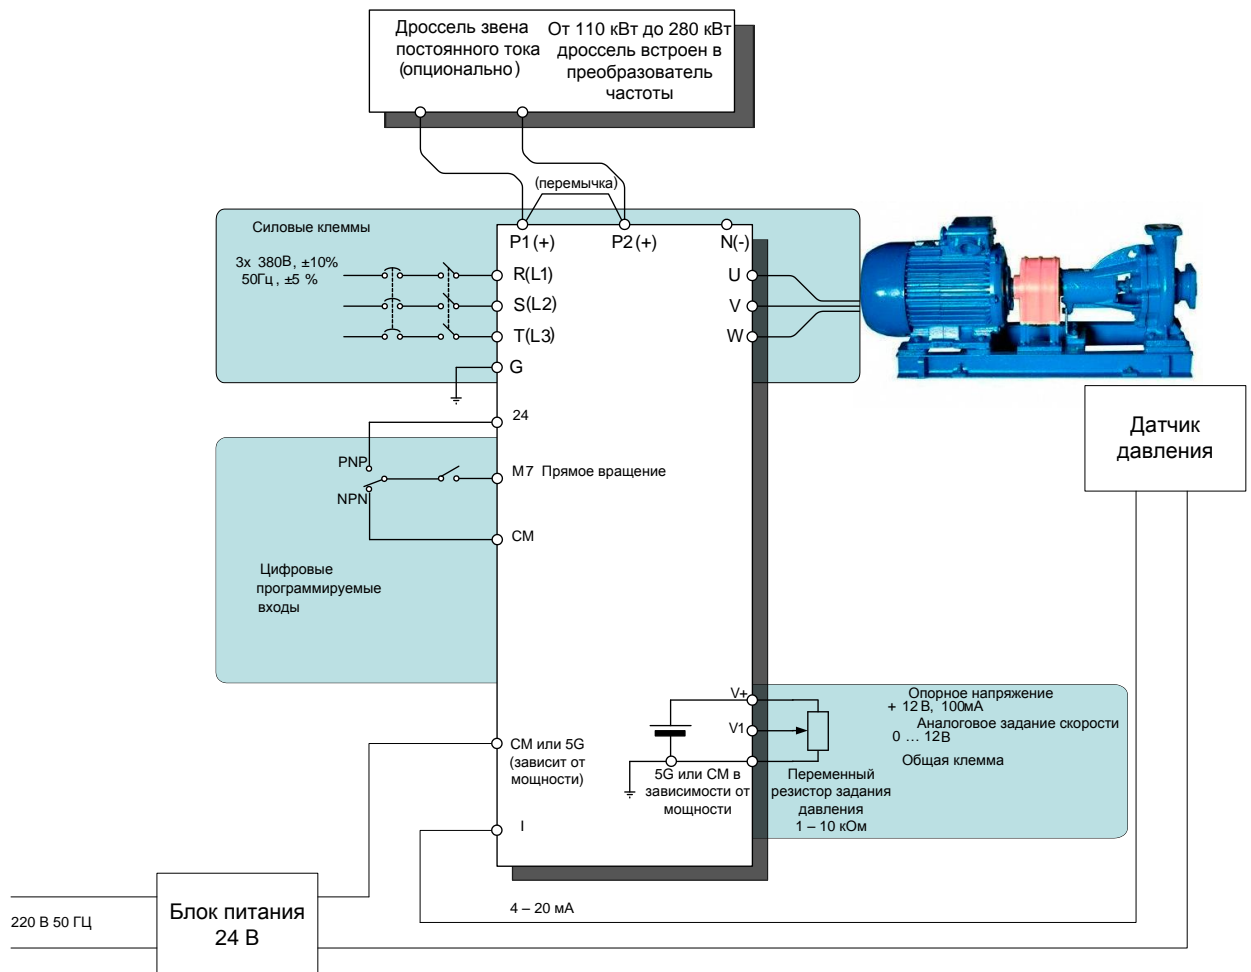 Дроссель звена
постоянного тока
(опционально)
От 110 кВт до 280 кВт
дроссель встроен в
преобразователь
частоты
(перемычка)
Силовые клеммы
3х 380В, ±10%
50Гц, ±5 %
P1 (+)
P2 (+)
N(-)
R(L1)
S(L2)
T(L3)
G
U
V
W
24
PNP
NPN
M7 Прямое вращение
CM
Цифровые
программируемые
входы
Датчик
давления
V+
V1
Опорное напряжение
+ 12 В, 100мА
Аналоговое задание скорости
0 ... 12В
Общая клемма
CM или 5G
(зависит от
мощности)
5G или CM в
зависимости от
мощности
Переменный
резистор задания
давления
1 – 10 кОм
I
4 – 20 мА
220 В 50 ГЦ
Блок питания
24 В